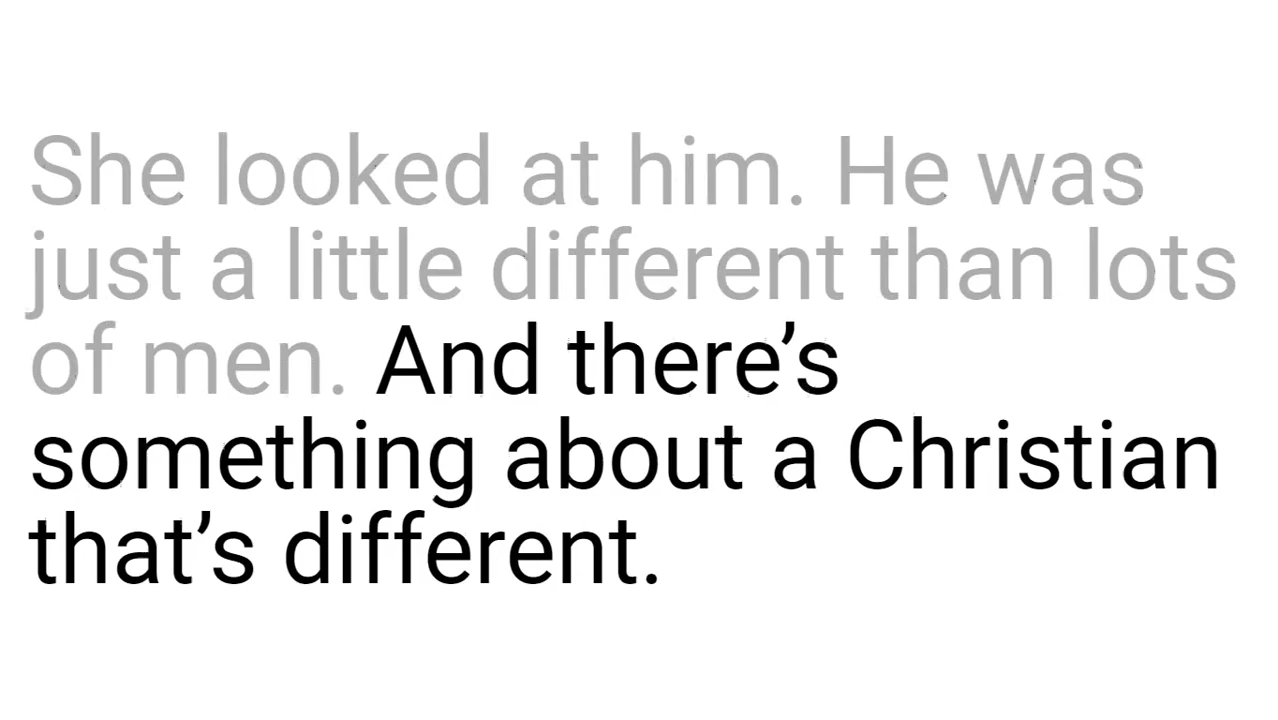 She looked at him. He was
just a little different than lots
of men. And there’s
something about a Christian
that’s different.